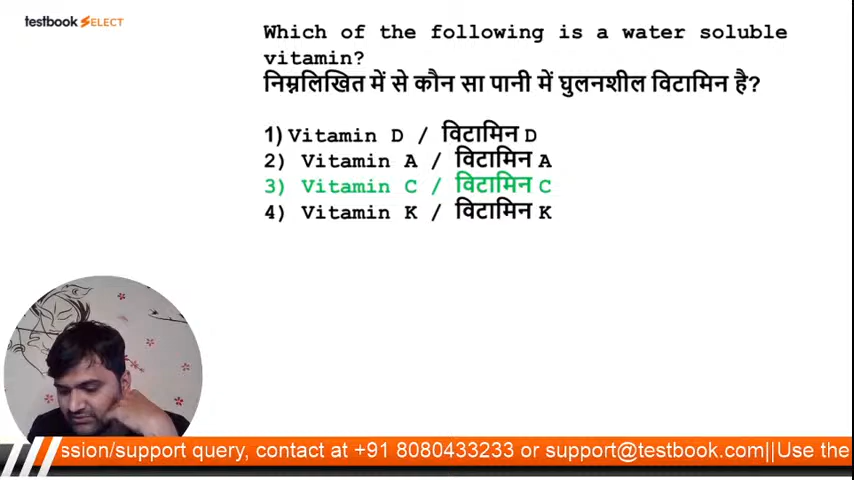 testbook SELECT
Which of the following is a water soluble
vitamin?
निम्नलिखित में से कौन सा पानी में घुलनशील विटामिन है?
1) Vitamin D / विटामिन D
2) Vitamin A / विटामिन A
3) Vitamin C / विटामिन C
4) Vitamin K / विटामिन K
ssion/support query, contact at +91 8080433233 or support@testbook.com||Use the